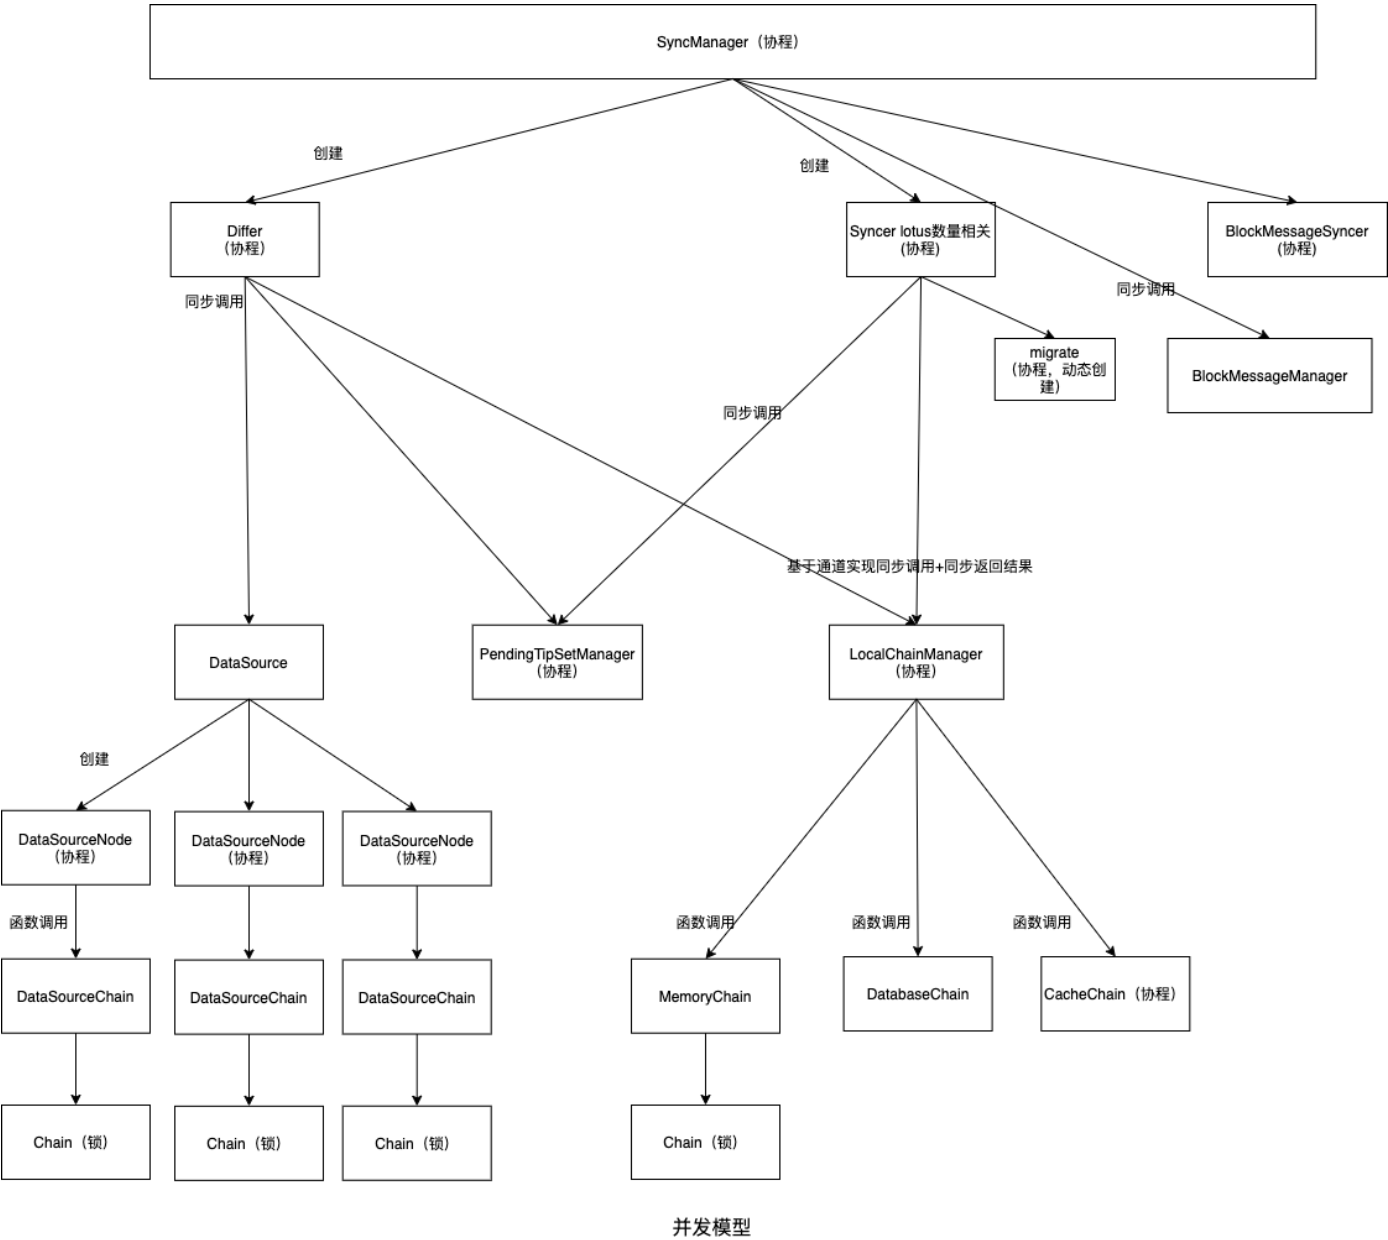 SyncManager（协程）
创建
创建
Differ
（协程）
Syncer lotus数量相关
(协程)
BlockMessageSyncer
(协程)
同步调用
同步调用
migrate
（协程，动态创
建）
BlockMessageManager
同步调用
基于通道实现同步调用+同步返回结果
DataSource
PendingTipSetManager
(协程)
LocalChainManager
（协程）
创建
DataSourceNode
（协程）
DataSourceNode
（协程）
DataSourceNode
（协程）
函数调用
函数调用
函数调用
函数调用
DataSourceChain
DataSourceChain
DataSourceChain
MemoryChain
DatabaseChain
CacheChain（协程）
Chain（锁）
Chain（锁）
Chain（锁）
Chain（锁）
并发模型